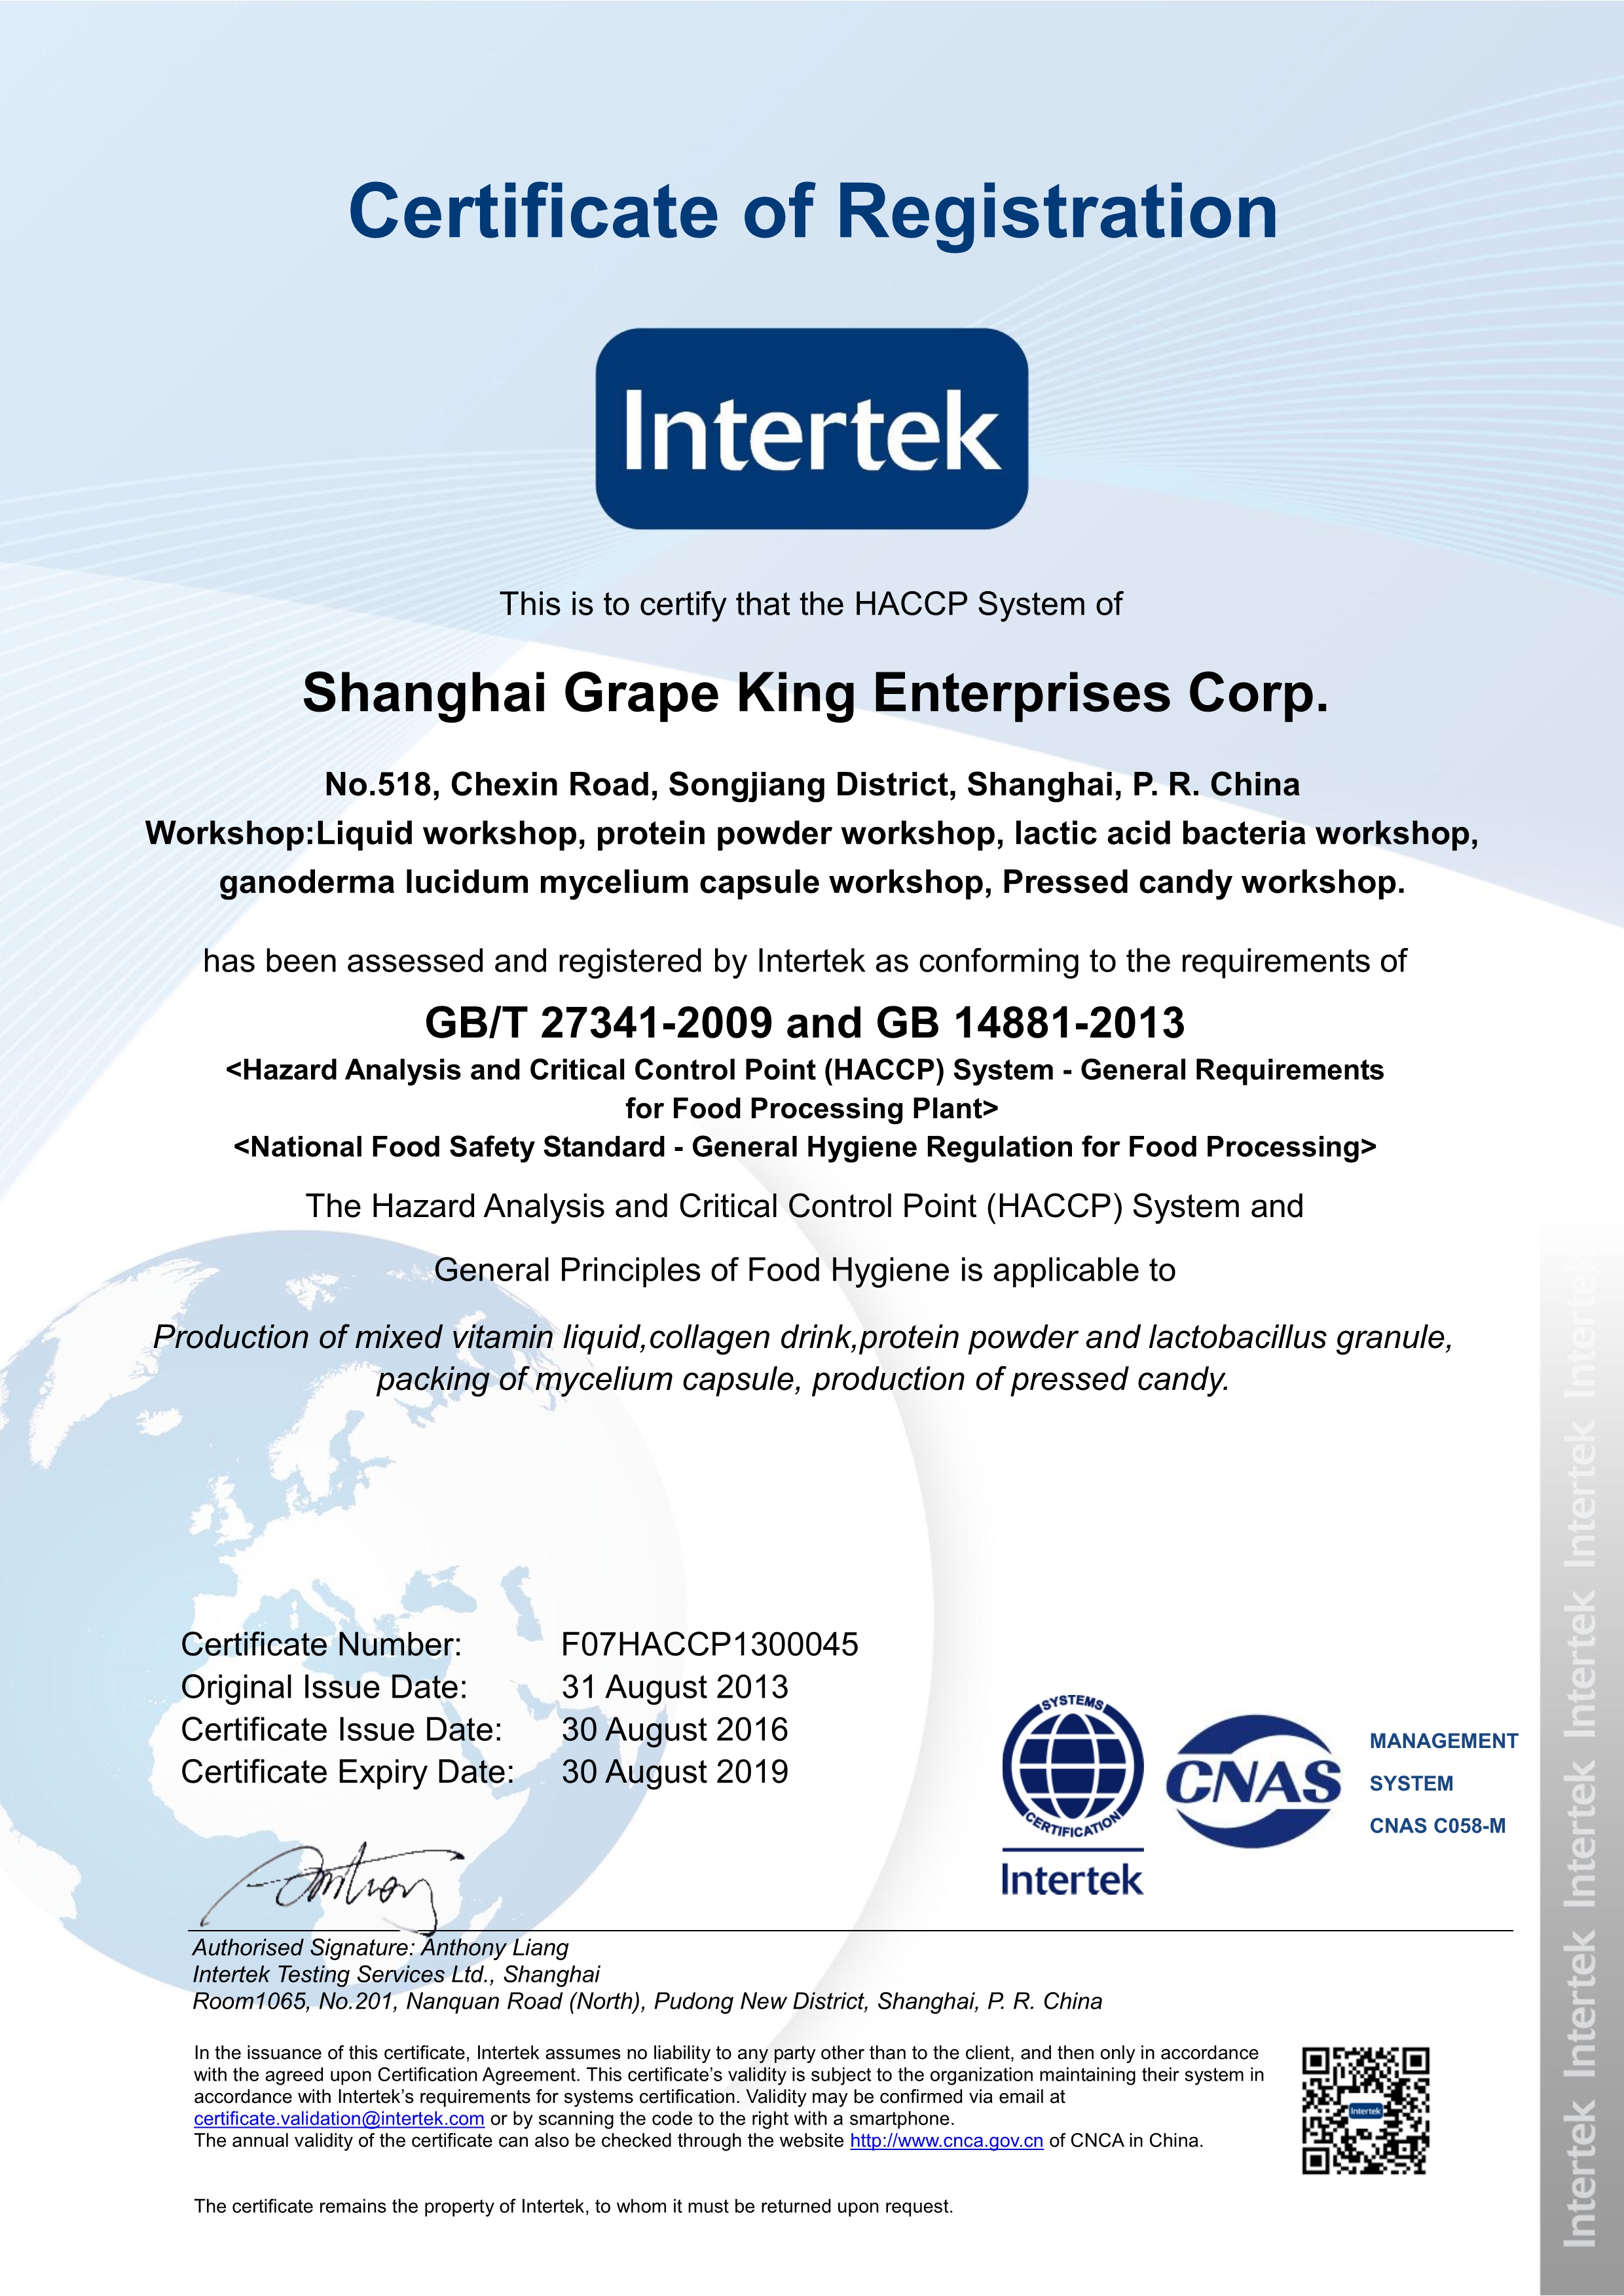 Certificate of Registration
Intertek
This is to certify that the HACCP System of
Shanghai Grape King Enterprises Corp.
No.518, Chexin Road, Songjiang District, Shanghai, P. R. China
Workshop:Liquid workshop, protein powder workshop, lactic acid bacteria workshop,
ganoderma lucidum mycelium capsule workshop, Pressed candy workshop.
has been assessed and registered by Intertek as conforming to the requirements of
GB/T 27341-2009 and GB 14881-2013
<Hazard Analysis and Critical Control Point (HACCP) System - General Requirements
for Food Processing Plant>
<National Food Safety Standard - General Hygiene Regulation for Food Processing>
The Hazard Analysis and Critical Control Point (HACCP) System and
General Principles of Food Hygiene is applicable to
Production of mixed vitamin liquid,collagen drink,protein powder and lactobacillus granule,
packing of mycelium capsule, production of pressed candy.
Certificate Number: F07HACCP1300045
Original Issue Date: 31 August 2013
Certificate Issue Date: 30 August 2016
Certificate Expiry Date: 30 August 2019
SYSTEMS
CERTIFICATION
Intertek
CNAS
MANAGEMENT
SYSTEM
CNAS C058-M
Anthony
Authorised Signature: Anthony Liang
Intertek Testing Services Ltd., Shanghai
Room1065, No.201, Nanquan Road (North), Pudong New District, Shanghai, P. R. China
In the issuance of this certificate, Intertek assumes no liability to any party other than to the client, and then only in accordance
with the agreed upon Certification Agreement. This certificate's validity is subject to the organization maintaining their system in
accordance with Intertek's requirements for systems certification. Validity may be confirmed via email at
certificate.validation@intertek.com or by scanning the code to the right with a smartphone.
The annual validity of the certificate can also be checked through the website http://www.cnca.gov.cn of CNCA in China.
Intertek
The certificate remains the property of Intertek, to whom it must be returned upon request.
Intertek Intertek Intertek Intertek Intertek Intertek